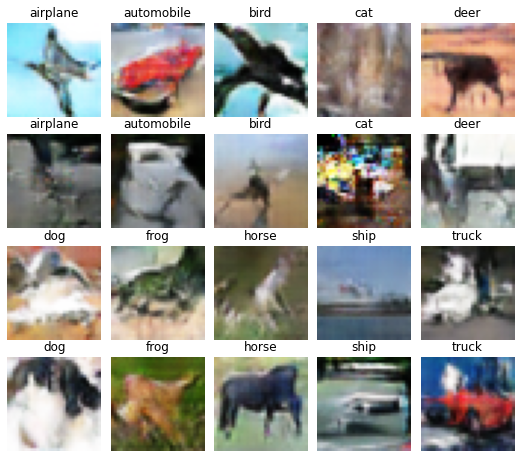 airplane automobile bird cat deer
airplane automobile bird cat deer
dog frog horse ship truck
dog frog horse ship truck